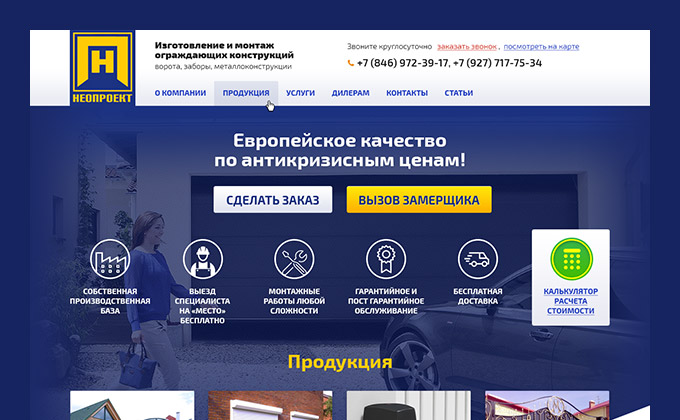 НЕОПРОЕКТ
Изготовление и монтаж
ограждающих конструкций
ворота, заборы, металлоконструкции
Звоните круглосуточно заказать звонок, посмотреть на карте
+7 (846) 972-39-17, +7 (927) 717-75-34
О КОМПАНИИ ПРОДУКЦИЯ УСЛУГИ ДИЛЕРАМ КОНТАКТЫ СТАТЬИ
Европейское качество
по антикризисным ценам!
СДЕЛАТЬ ЗАКАЗ ВЫЗОВ ЗАМЕРЩИКА
СОБСТВЕННАЯ
ПРОИЗВОДСТВЕННАЯ
БАЗА
ВЫЕЗД
СПЕЦИАЛИСТА
НА «МЕСТО»
БЕСПЛАТНО
МОНТАЖНЫЕ
РАБОТЫ ЛЮБОЙ
СЛОЖНОСТИ
ГАРАНТИЙНОЕ И
ПОСТ ГАРАНТИЙНОЕ
ОБСЛУЖИВАНИЕ
БЕСПЛАТНАЯ
ДОСТАВКА
КАЛЬКУЛЯТОР
РАСЧЕТА
СТОИМОСТИ
Продукция